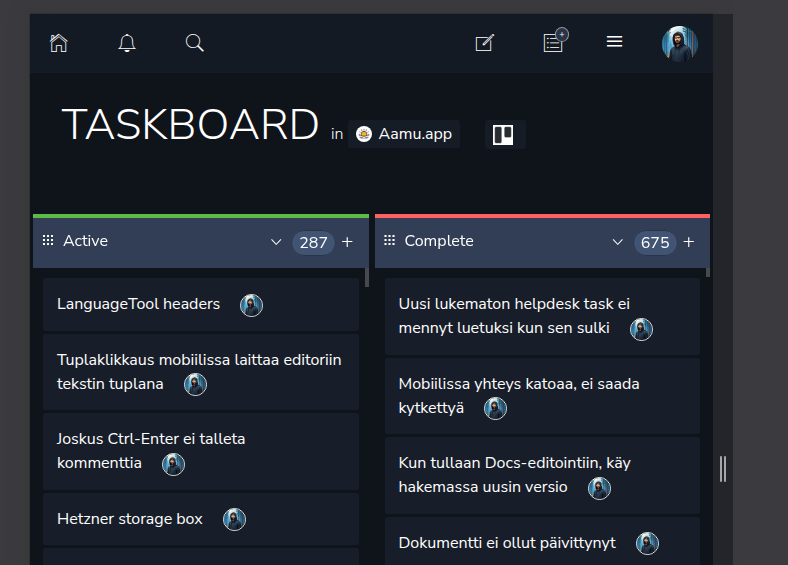 TASKBOARD in Aamu.app
Active 287 +
LanguageTool headers
Tuplaklikkaus mobiilissa laittaa editoriin
tekstin tuplana
Joskus Ctrl-Enter ei talleta
kommenttia
Hetzner storage box
Complete 675 +
Uusi lukematon helpdesk task ei
mennyt luetuksi kun sen sulki
Mobiilissa yhteys katoaa, ei saada
kytkettyä
Kun tullaan Docs-editointiin, käy
hakemassa uusin versio
Dokumentti ei ollut päivittynyt